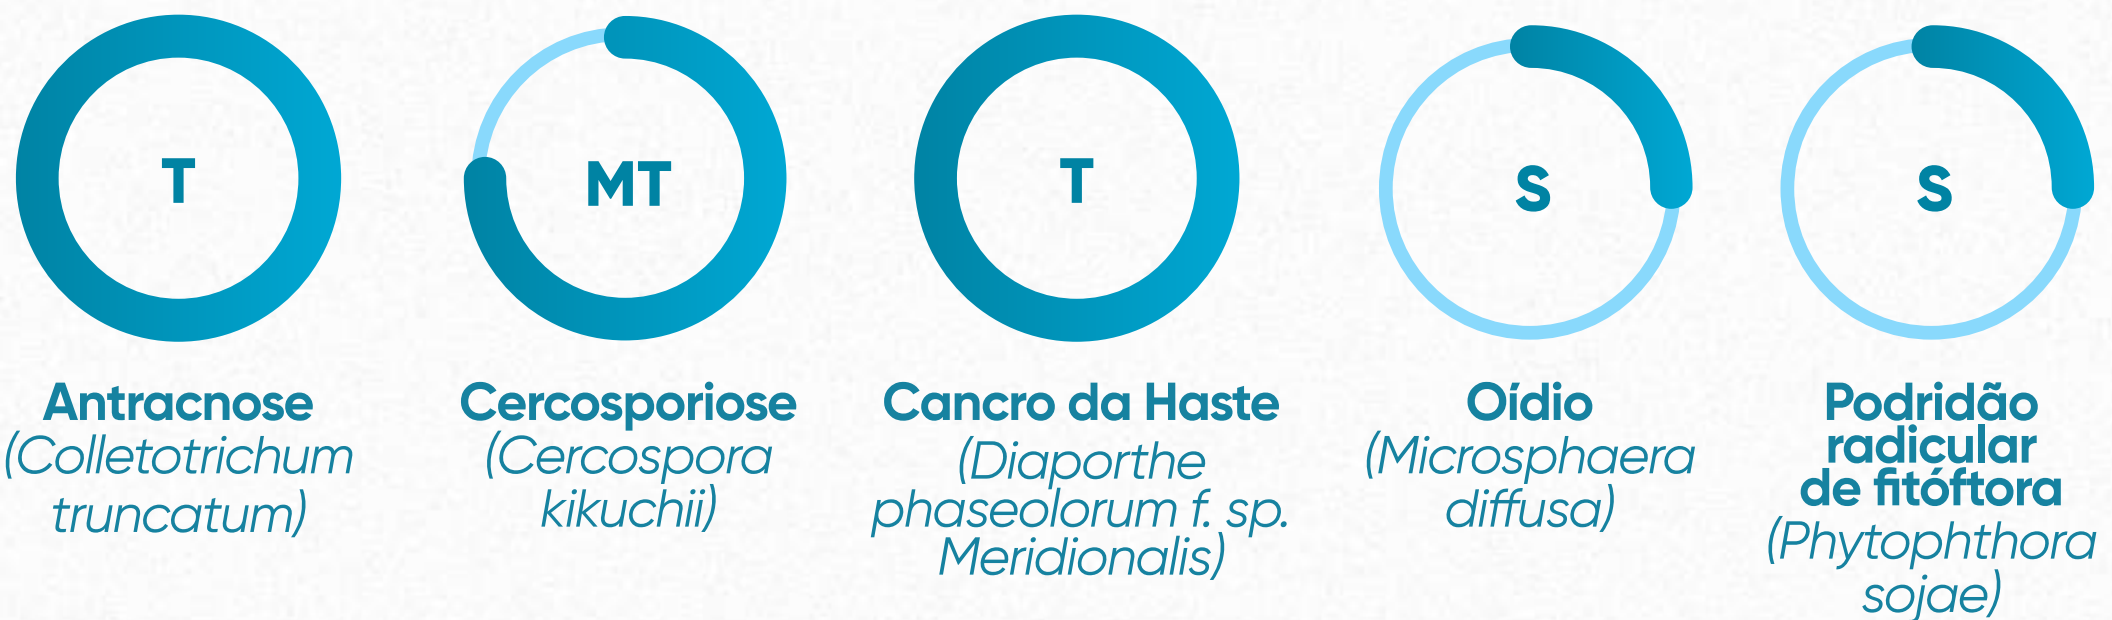 T
MT
T
S
S
Antracnose
(Colletotrichum
truncatum)
Cercosporiose
(Cercospora
kikuchii)
Cancro da Haste
(Diaporthe
phaseolorum f. sp.
Meridionalis)
Oídio
(Microsphaera
diffusa)
Podridão
radicular
de fitóftora
(Phytophthora
sojae)